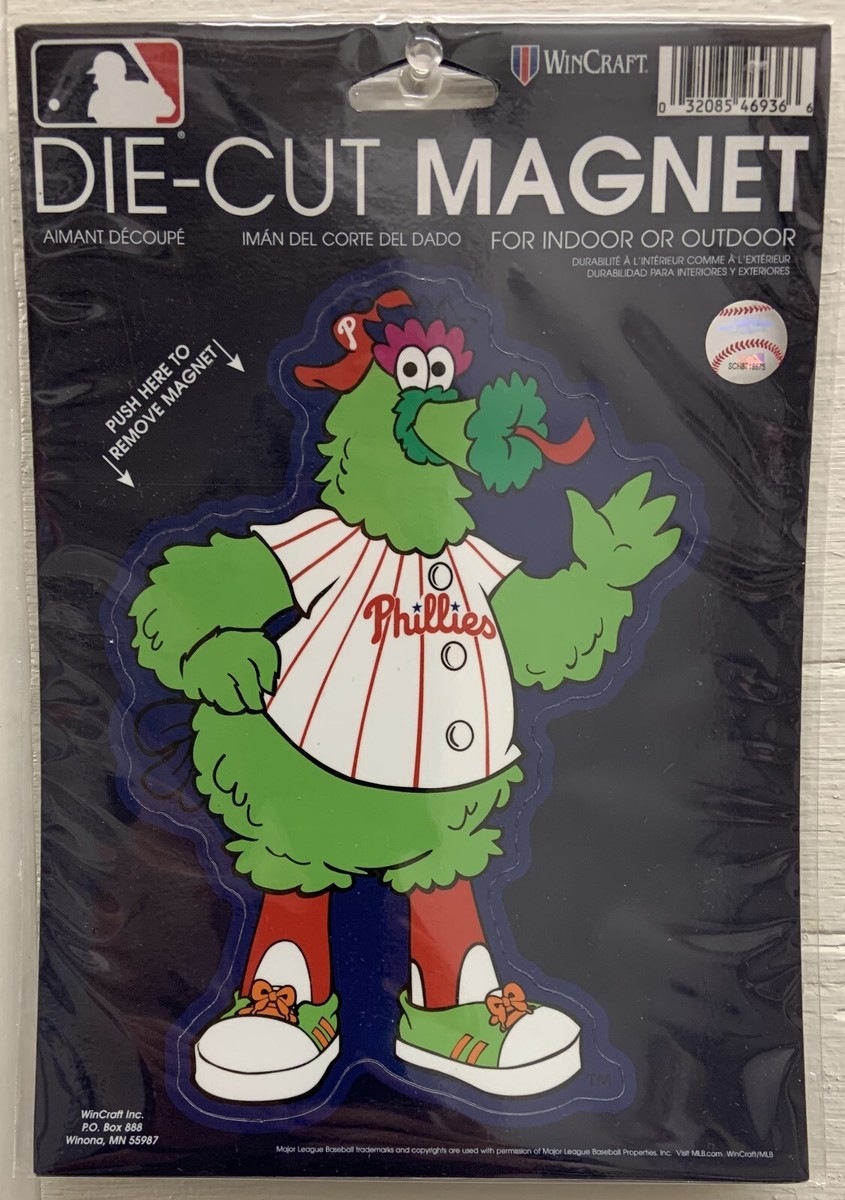 WINCRAFT.
0 32085 46936 6
DIE-CUT® MAGNET
AIMANT DÉCOUPÉ IMÁN DEL CORTE DEL DADO FOR INDOOR OR OUTDOOR
DURABILITÉ À L'INTÉRIEUR COMME À L'EXTÉRIEUR
DURABILIDAD PARA INTERIORES Y EXTERIORES
PUSH HERE TO
REMOVE MAGNET
P
Phillies
TM
WinCraft Inc.
P.O. Box 888
Winona, MN 55987
Major League Baseball trademarks and copyrights are used with permission of Major League Baseball Properties, Inc. Visit MLB.com WinCraft/MLB